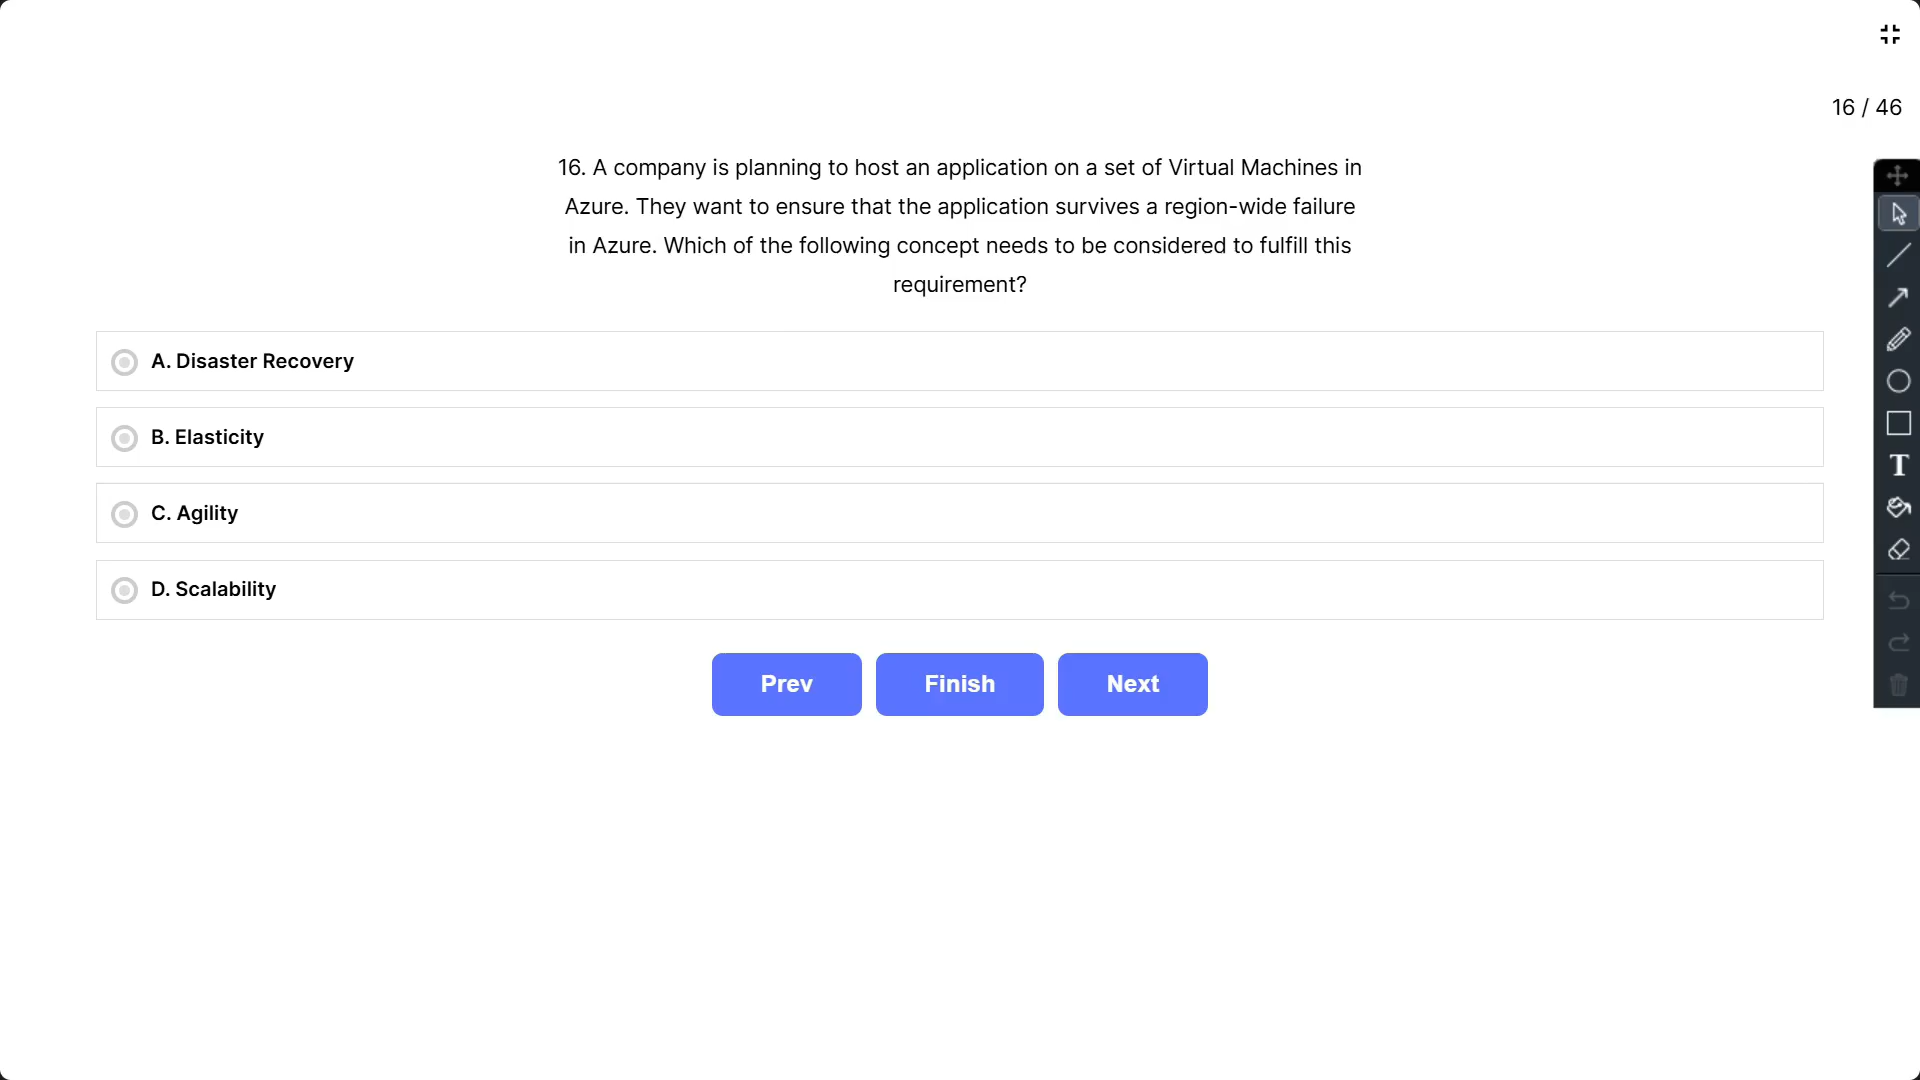 16 / 46
16. A company is planning to host an application on a set of Virtual Machines in
Azure. They want to ensure that the application survives a region-wide failure
in Azure. Which of the following concept needs to be considered to fulfill this
requirement?
A. Disaster Recovery
B. Elasticity
C. Agility
D. Scalability
Prev Finish Next
T